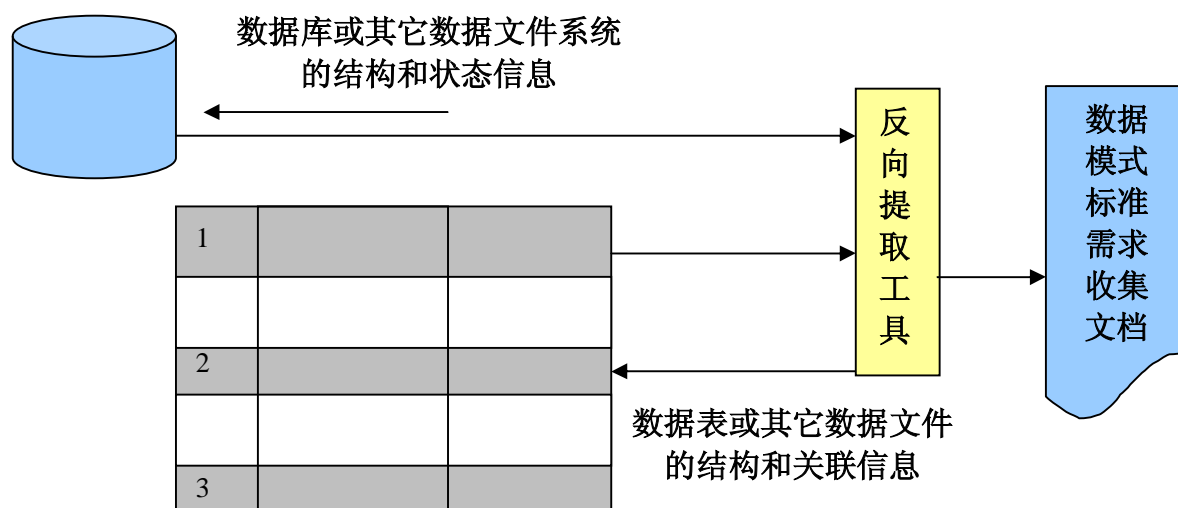 数据库或其它数据文件系统
的结构和状态信息
反
向
提
取
工
具
数据
模式
标准
需求
收集
文档
1
2
3
数据表或其它数据文件
的结构和关联信息